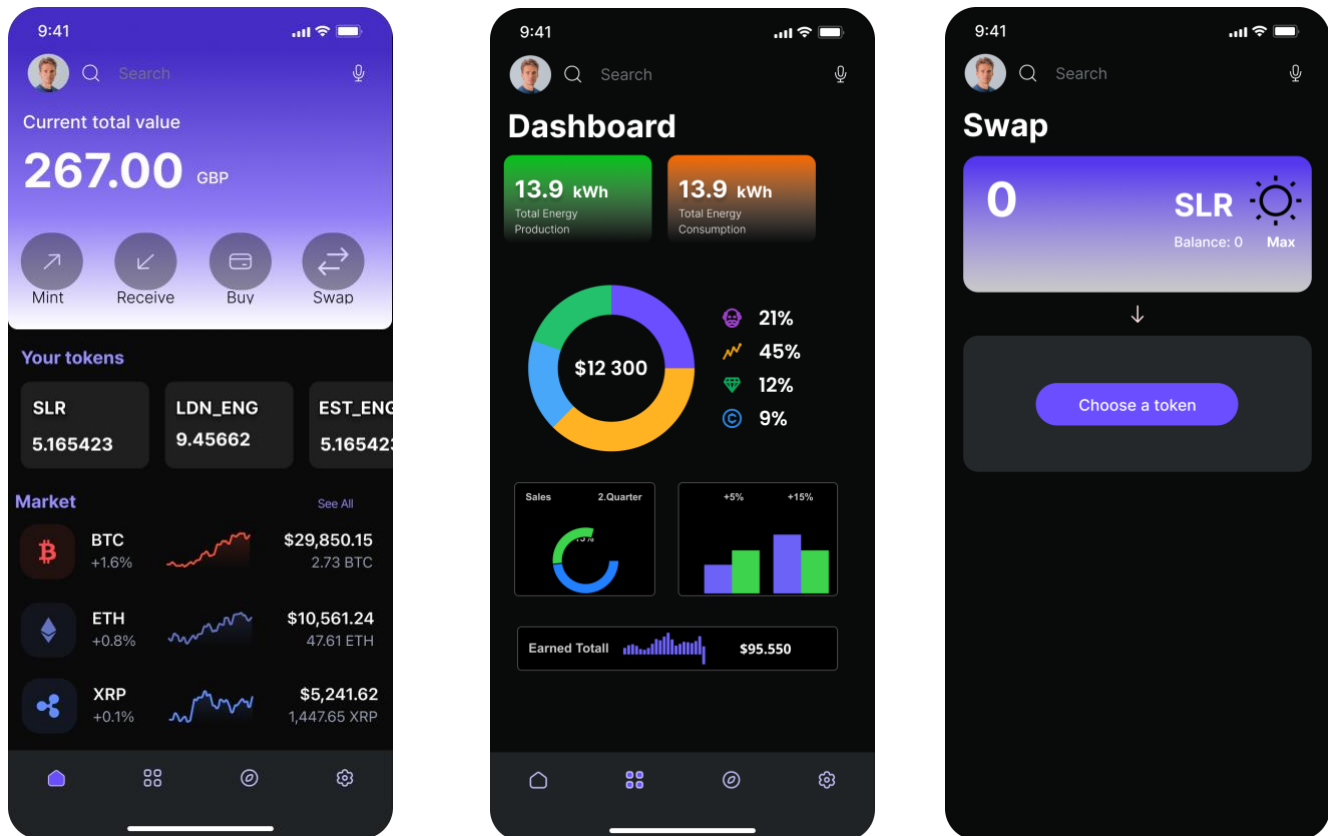 9:41
Search
Current total value
267.00 GBP
Mint Receive Buy Swap
Your tokens
SLR LDN_ENG EST_ENG
5.165423 9.45662 5.16542
Market See All
BTC $29,850.15
+1.6% 2.73 BTC
ETH $10,561.24
+0.8% 47.61 ETH
XRP $5,241.62
+0.1% 1,447.65 XRP
9:41
Search
Dashboard
13.9 kWh
Total Energy
Production
13.9 kWh
Total Energy
Consumption
$12 300
21%
45%
12%
9%
Sales 2.Quarter
+5% +15%
Earned Totall $95.550
9:41
Search
Swap
0 SLR
Balance: 0 Max
Choose a token